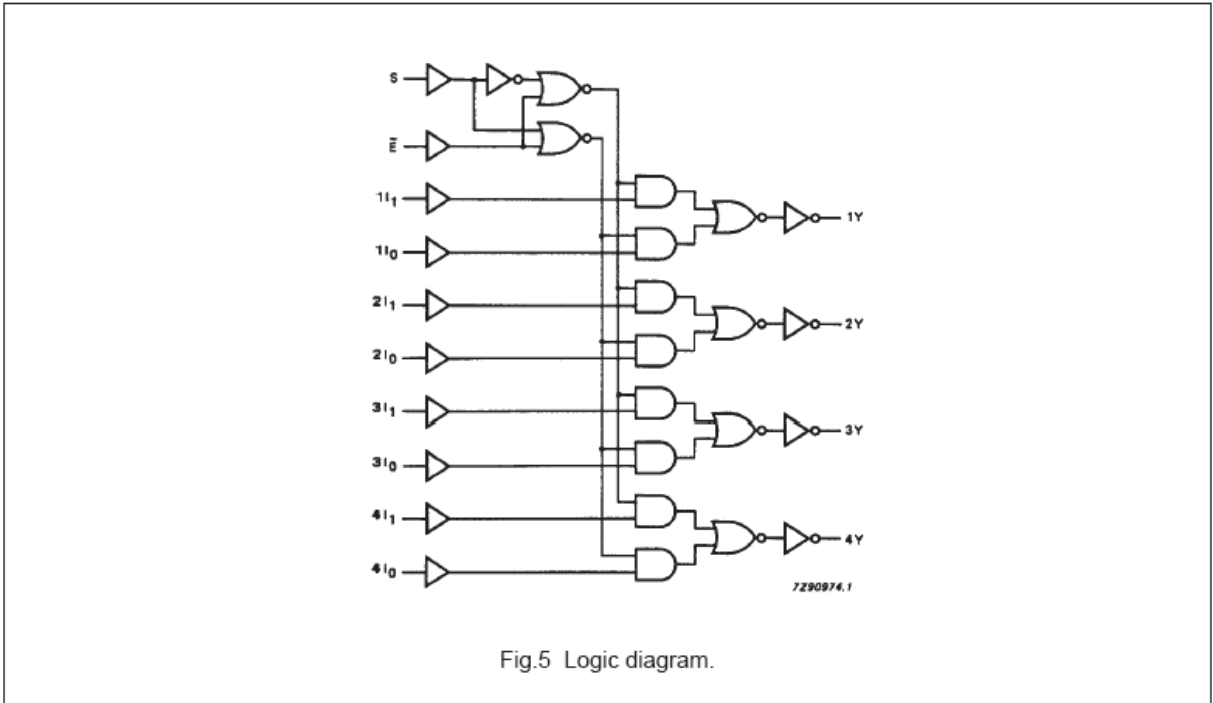 S
E̅
1I₁
1I₀
1Y
2I₁
2I₀
2Y
3I₁
3I₀
3Y
4I₁
4I₀
4Y
7Z90974.1
Fig.5 Logic diagram.